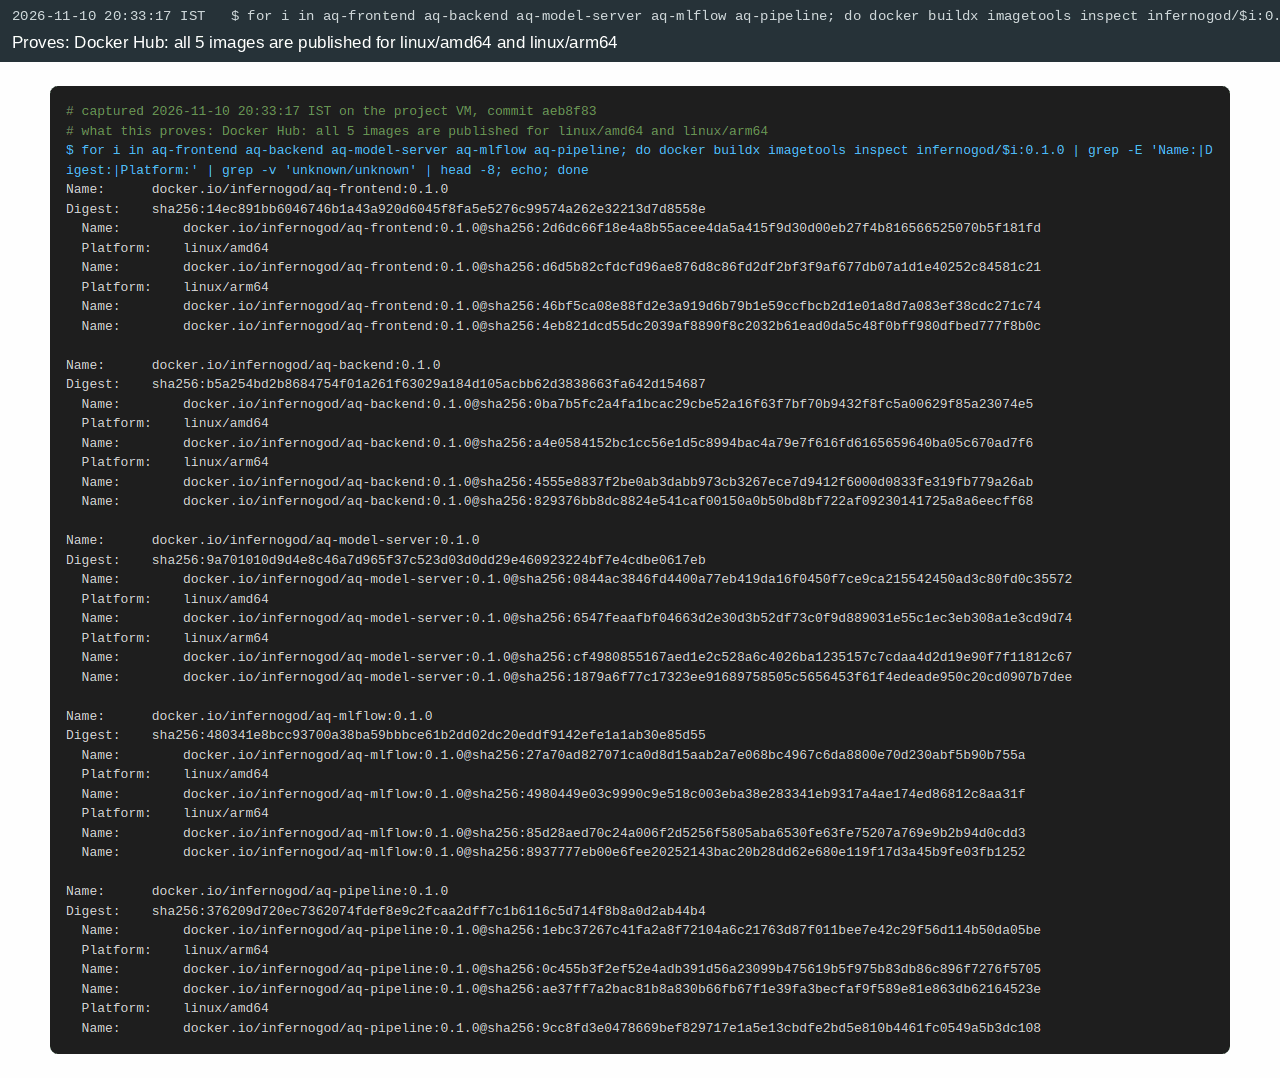 2026-11-10 20:33:17 IST   $ for i in aq-frontend aq-backend aq-model-server aq-mlflow aq-pipeline; do docker buildx imagetools inspect infernogod/$i:0.
Proves: Docker Hub: all 5 images are published for linux/amd64 and linux/arm64
# captured 2026-11-10 20:33:17 IST on the project VM, commit aeb8f83
# what this proves: Docker Hub: all 5 images are published for linux/amd64 and linux/arm64
$ for i in aq-frontend aq-backend aq-model-server aq-mlflow aq-pipeline; do docker buildx imagetools inspect infernogod/$i:0.1.0 | grep -E 'Name:|D
igest:|Platform:' | grep -v 'unknown/unknown' | head -8; echo; done
Name:      docker.io/infernogod/aq-frontend:0.1.0
Digest:    sha256:14ec891bb6046746b1a43a920d6045f8fa5e5276c99574a262e32213d7d8558e
  Name:        docker.io/infernogod/aq-frontend:0.1.0@sha256:2d6dc66f18e4a8b55acee4da5a415f9d30d00eb27f4b816566525070b5f181fd
  Platform:    linux/amd64
  Name:        docker.io/infernogod/aq-frontend:0.1.0@sha256:d6d5b82cfdcfd96ae876d8c86fd2df2bf3f9af677db07a1d1e40252c84581c21
  Platform:    linux/arm64
  Name:        docker.io/infernogod/aq-frontend:0.1.0@sha256:46bf5ca08e88fd2e3a919d6b79b1e59ccfbcb2d1e01a8d7a083ef38cdc271c74
  Name:        docker.io/infernogod/aq-frontend:0.1.0@sha256:4eb821dcd55dc2039af8890f8c2032b61ead0da5c48f0bff980dfbed777f8b0c
Name:      docker.io/infernogod/aq-backend:0.1.0
Digest:    sha256:b5a254bd2b8684754f01a261f63029a184d105acbb62d3838663fa642d154687
  Name:        docker.io/infernogod/aq-backend:0.1.0@sha256:0ba7b5fc2a4fa1bcac29cbe52a16f63f7bf70b9432f8fc5a00629f85a23074e5
  Platform:    linux/amd64
  Name:        docker.io/infernogod/aq-backend:0.1.0@sha256:a4e0584152bc1cc56e1d5c8994bac4a79e7f616fd6165659640ba05c670ad7f6
  Platform:    linux/arm64
  Name:        docker.io/infernogod/aq-backend:0.1.0@sha256:4555e8837f2be0ab3dabb973cb3267ece7d9412f6000d0833fe319fb779a26ab
  Name:        docker.io/infernogod/aq-backend:0.1.0@sha256:829376bb8dc8824e541caf00150a0b50bd8bf722af09230141725a8a6eecff68
Name:      docker.io/infernogod/aq-model-server:0.1.0
Digest:    sha256:9a701010d9d4e8c46a7d965f37c523d03d0dd29e460923224bf7e4cdbe0617eb
  Name:        docker.io/infernogod/aq-model-server:0.1.0@sha256:0844ac3846fd4400a77eb419da16f0450f7ce9ca215542450ad3c80fd0c35572
  Platform:    linux/amd64
  Name:        docker.io/infernogod/aq-model-server:0.1.0@sha256:6547feaafbf04663d2e30d3b52df73c0f9d889031e55c1ec3eb308a1e3cd9d74
  Platform:    linux/arm64
  Name:        docker.io/infernogod/aq-model-server:0.1.0@sha256:cf4980855167aed1e2c528a6c4026ba1235157c7cdaa4d2d19e90f7f11812c67
  Name:        docker.io/infernogod/aq-model-server:0.1.0@sha256:1879a6f77c17323ee91689758505c5656453f61f4edeade950c20cd0907b7dee
Name:      docker.io/infernogod/aq-mlflow:0.1.0
Digest:    sha256:480341e8bcc93700a38ba59bbbce61b2dd02dc20eddf9142efe1a1ab30e85d55
  Name:        docker.io/infernogod/aq-mlflow:0.1.0@sha256:27a70ad827071ca0d8d15aab2a7e068bc4967c6da8800e70d230abf5b90b755a
  Platform:    linux/amd64
  Name:        docker.io/infernogod/aq-mlflow:0.1.0@sha256:4980449e03c9990c9e518c003eba38e283341eb9317a4ae174ed86812c8aa31f
  Platform:    linux/arm64
  Name:        docker.io/infernogod/aq-mlflow:0.1.0@sha256:85d28aed70c24a006f2d5256f5805aba6530fe63fe75207a769e9b2b94d0cdd3
  Name:        docker.io/infernogod/aq-mlflow:0.1.0@sha256:8937777eb00e6fee20252143bac20b28dd62e680e119f17d3a45b9fe03fb1252
Name:      docker.io/infernogod/aq-pipeline:0.1.0
Digest:    sha256:376209d720ec7362074fdef8e9c2fcaa2dff7c1b6116c5d714f8b8a0d2ab44b4
  Name:        docker.io/infernogod/aq-pipeline:0.1.0@sha256:1ebc37267c41fa2a8f72104a6c21763d87f011bee7e42c29f56d114b50da05be
  Platform:    linux/arm64
  Name:        docker.io/infernogod/aq-pipeline:0.1.0@sha256:0c455b3f2ef52e4adb391d56a23099b475619b5f975b83db86c896f7276f5705
  Name:        docker.io/infernogod/aq-pipeline:0.1.0@sha256:ae37ff7a2bac81b8a830b66fb67f1e39fa3becfaf9f589e81e863db62164523e
  Platform:    linux/amd64
  Name:        docker.io/infernogod/aq-pipeline:0.1.0@sha256:9cc8fd3e0478669bef829717e1a5e13cbdfe2bd5e810b4461fc0549a5b3dc108